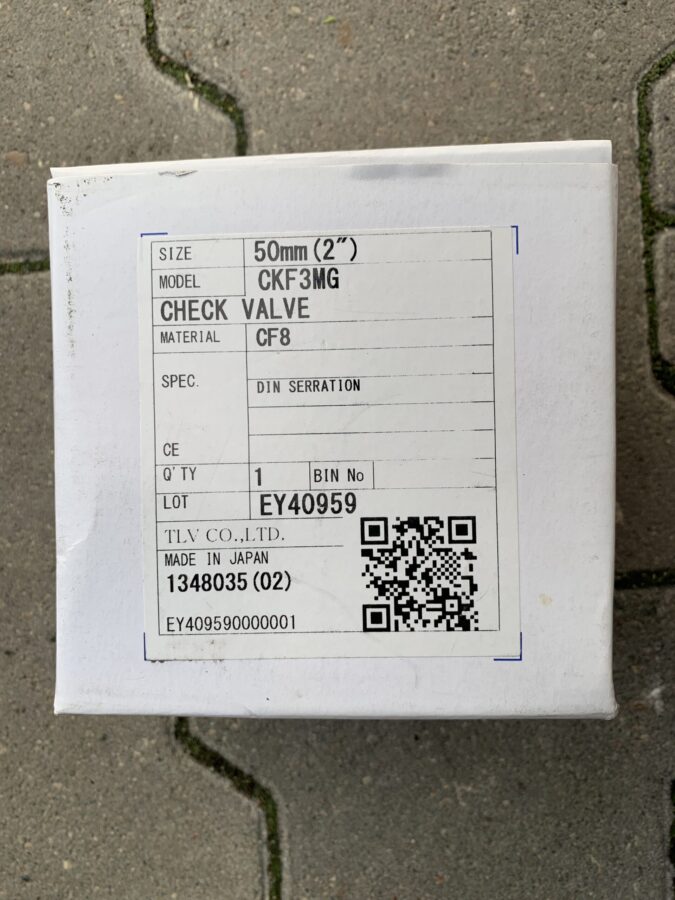 SIZE 50mm(2″)
MODEL CKF3MG
CHECK VALVE
MATERIAL CF8
SPEC. DIN SERRATION
CE
Q'TY 1 BIN No
LOT EY40959
TLV CO.,LTD.
MADE IN JAPAN
1348035(02)
EY409590000001